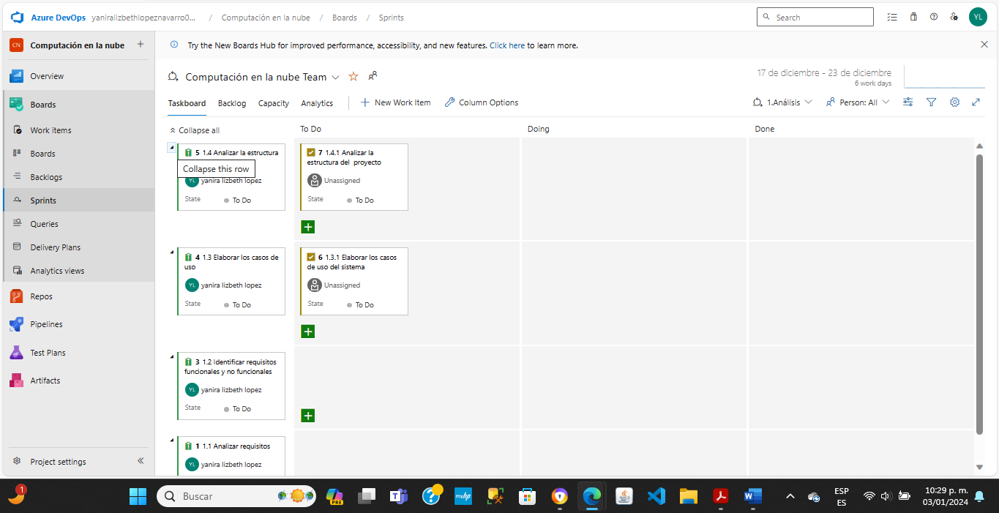 Azure DevOps yaniralizbethlopeznavarro0... / Computación en la nube / Boards / Sprints
Search
YL
CN Computación en la nube
Overview
Boards
Work items
Boards
Backlogs
Sprints
Queries
Delivery Plans
Analytics views
Repos
Pipelines
Test Plans
Artifacts
Project settings
Try the New Boards Hub for improved performance, accessibility, and new features. Click here to learn more.
Computación en la nube Team
17 de diciembre - 23 de diciembre
6 work days
Taskboard Backlog Capacity Analytics New Work Item Column Options
1.Análisis Person: All
Collapse all To Do Doing Done
5 1.4 Analizar la estructura
Collapse this row
YL yanira lizbeth lopez
State To Do
7 1.4.1 Analizar la
estructura del proyecto
Unassigned
State To Do
4 1.3 Elaborar los casos de
uso
YL yanira lizbeth lopez
State To Do
6 1.3.1 Elaborar los casos
de uso del sistema
Unassigned
State To Do
3 1.2 Identificar requisitos
funcionales y no funcionales
YL yanira lizbeth lopez
State To Do
1 1.1 Analizar requisitos
YL yanira lizbeth lopez
1
Buscar
PRE
myhp
ESP
ES
10:29 p. m.
03/01/2024